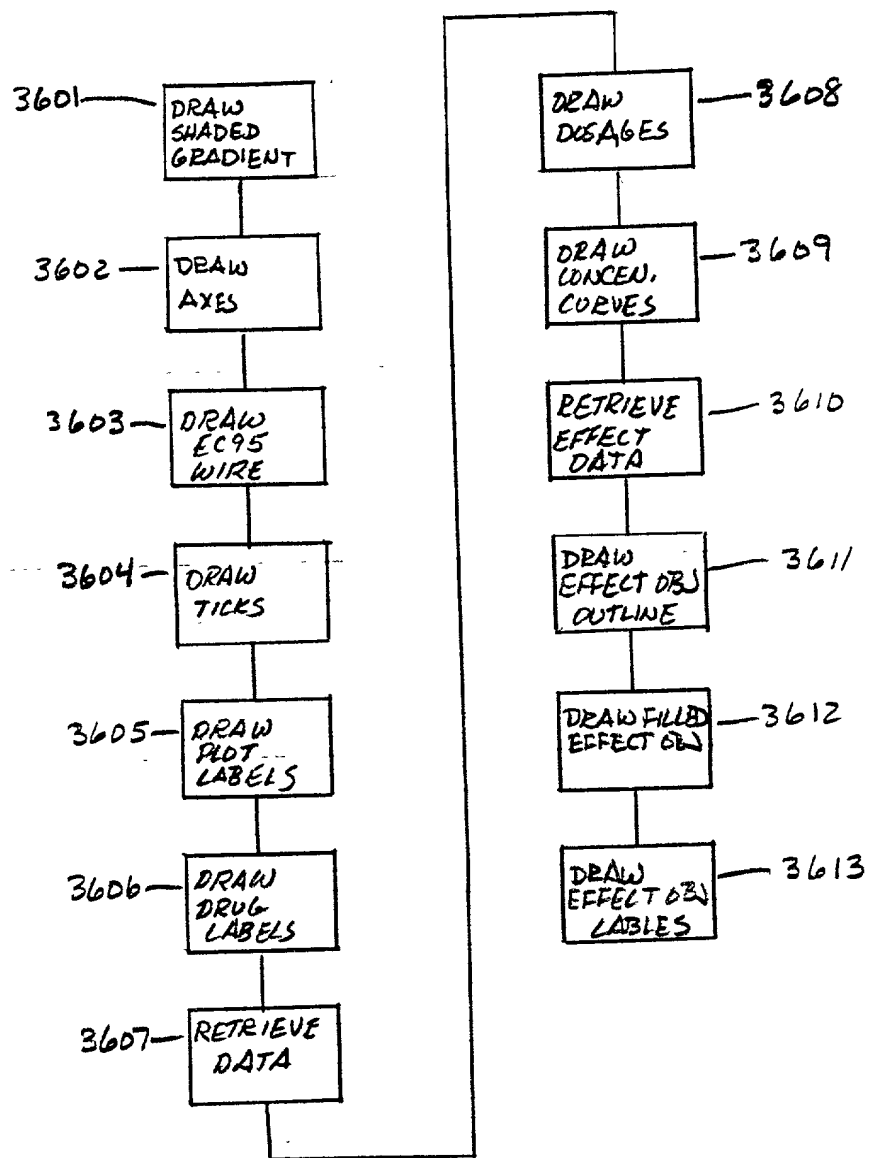 3601
DRAW
SHADED
GRADIENT
3602
DRAW
AXES
3603
DRAW
EC95
WIRE
3604
DRAW
TICKS
3605
DRAW
PLOT
LABELS
3606
DRAW
DRUG
LABELS
3607
RETRIEVE
DATA
DRAW
DOSAGES
3608
DRAW
CONCEN.
CURVES
3609
RETRIEVE
EFFECT
DATA
3610
DRAW
EFFECT OBJ
OUTLINE
3611
DRAW FILLED
EFFECT OBJ
3612
DRAW
EFFECT OBJ
LABLES
3613